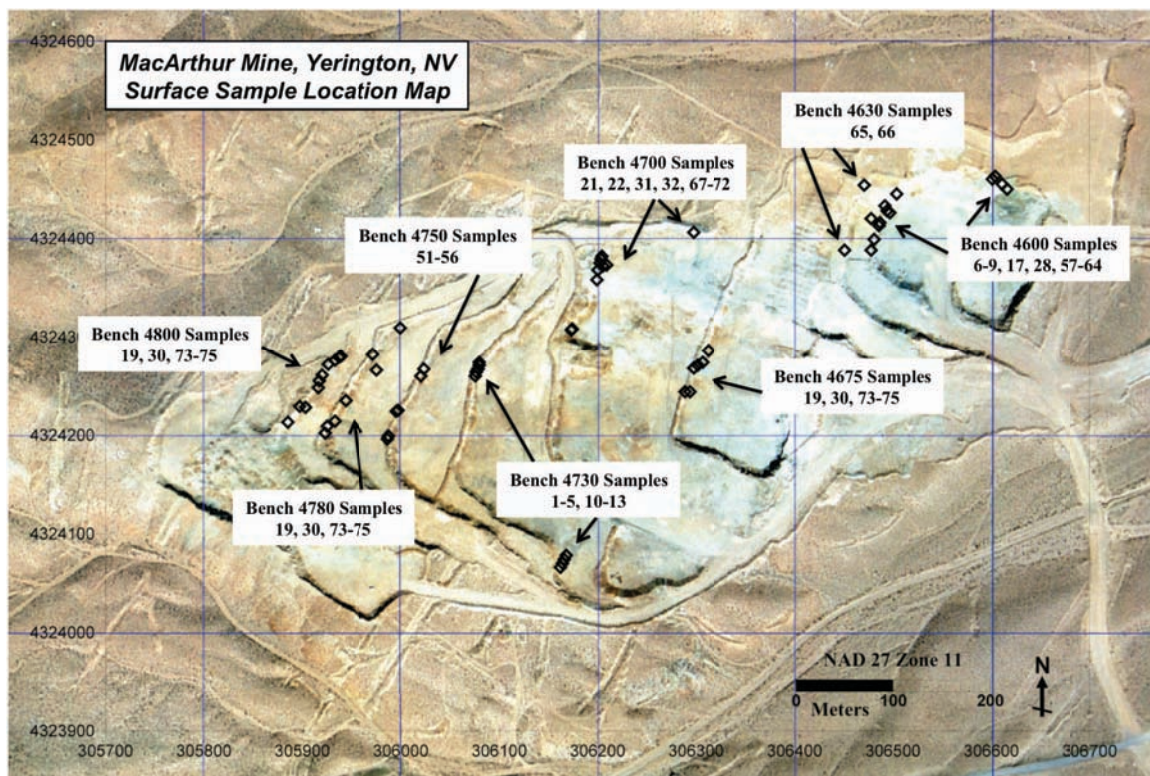 MacArthur Mine, Yerington, NV
Surface Sample Location Map
4324600
4324500
4324400
4324300
4324200
4324100
4324000
4323900
Bench 4630 Samples
65, 66
Bench 4700 Samples
21, 22, 31, 32, 67-72
Bench 4750 Samples
51-56
Bench 4600 Samples
6-9, 17, 28, 57-64
Bench 4800 Samples
19, 30, 73-75
Bench 4675 Samples
19, 30, 73-75
Bench 4730 Samples
1-5, 10-13
Bench 4780 Samples
19, 30, 73-75
NAD 27 Zone 11
N
0 100 200
Meters
305700 305800 305900 306000 306100 306200 306300 306400 306500 306600 306700